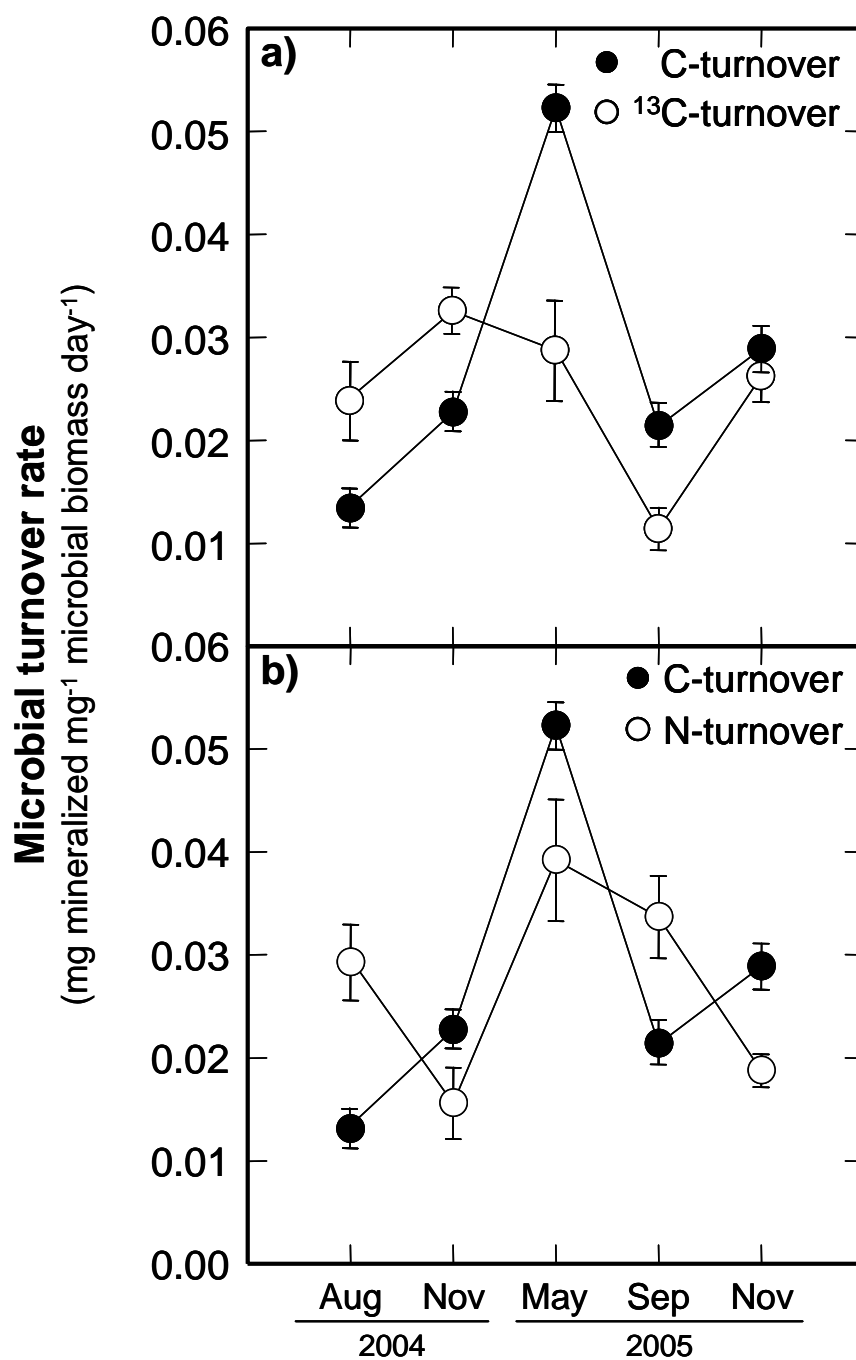 Microbial turnover rate
(mg mineralized mg⁻¹ microbial biomass day⁻¹)
a)
C-turnover
¹³C-turnover
0.06
0.05
0.04
0.03
0.02
0.01
0.06
b)
C-turnover
N-turnover
0.05
0.04
0.03
0.02
0.01
0.00
Aug Nov May Sep Nov
2004 2005